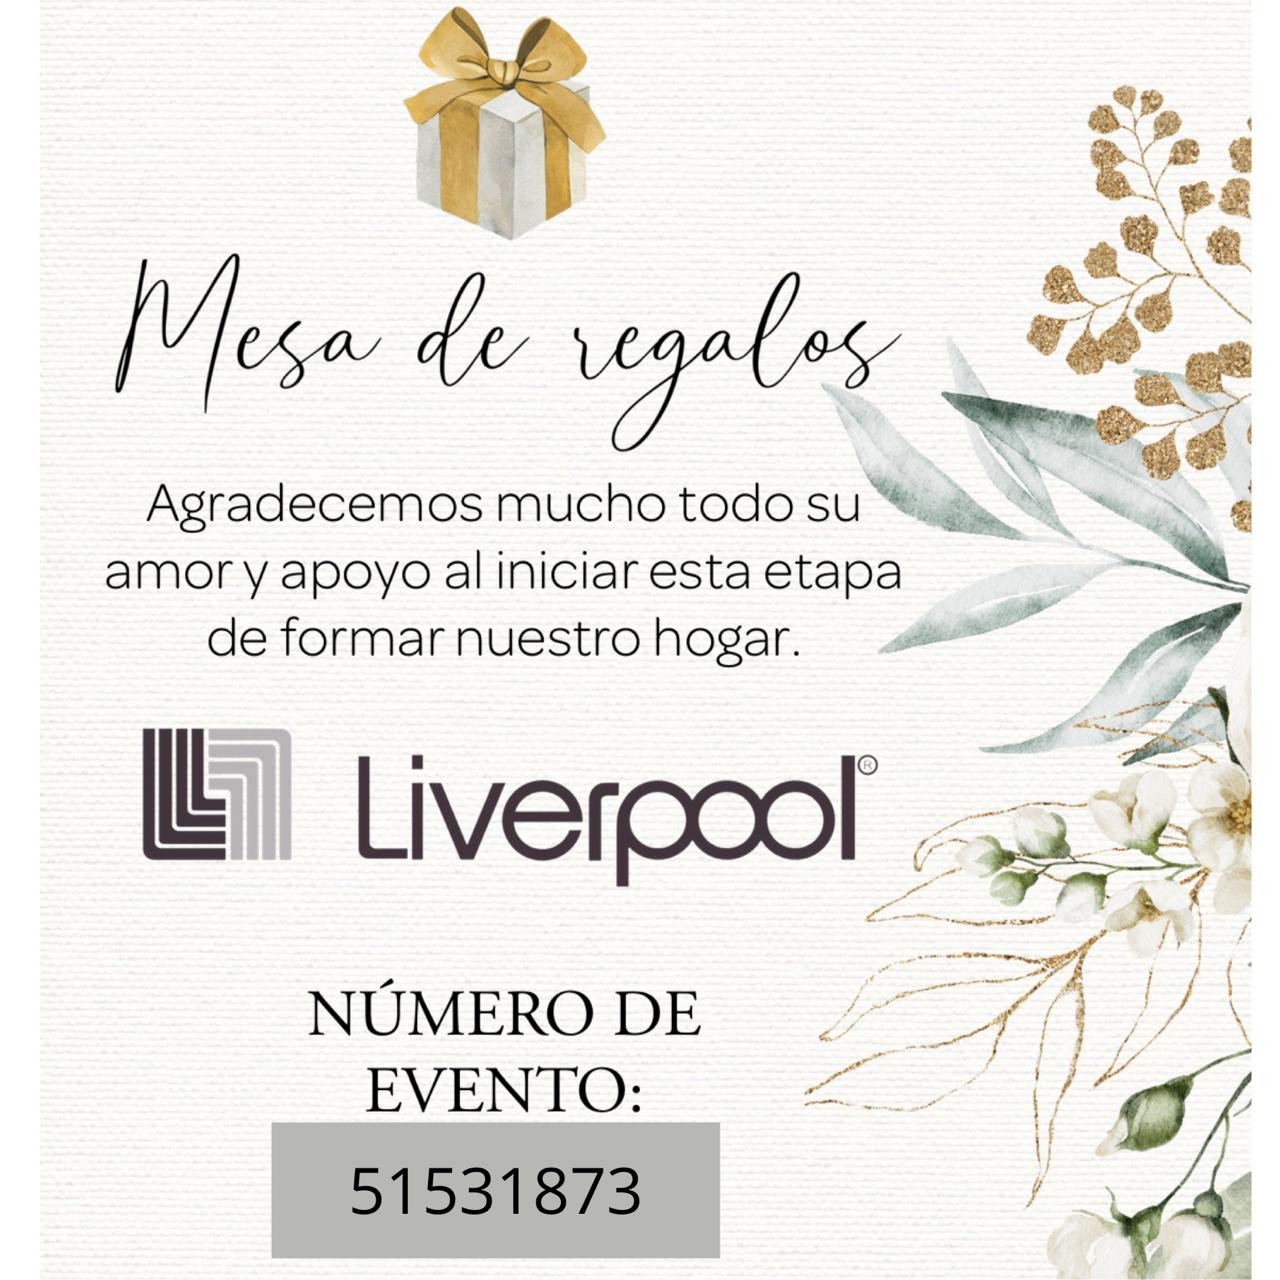 Mesa de regalos
Agradecemos mucho todo su
amor y apoyo al iniciar esta etapa
de formar nuestro hogar.
Liverpool®
NÚMERO DE
EVENTO:
51531873